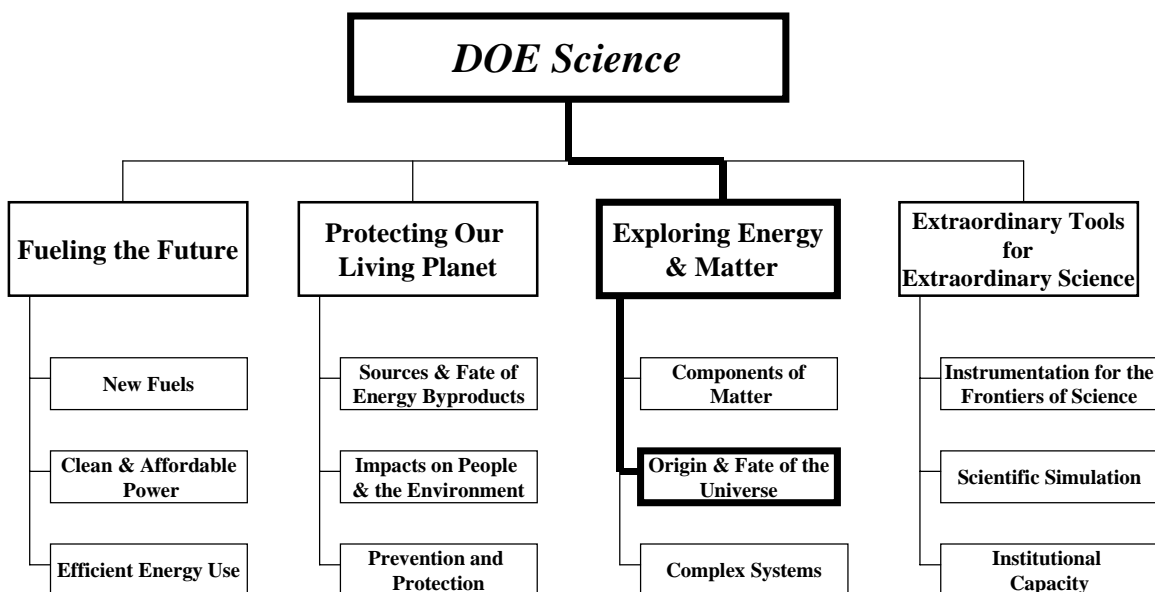 DOE Science
Fueling the Future
Protecting Our
Living Planet
Exploring Energy
& Matter
Extraordinary Tools
for
Extraordinary Science
New Fuels
Sources & Fate of
Energy Byproducts
Components of
Matter
Instrumentation for the
Frontiers of Science
Clean & Affordable
Power
Impacts on People
& the Environment
Origin & Fate of the
Universe
Scientific Simulation
Efficient Energy Use
Prevention and
Protection
Complex Systems
Institutional
Capacity